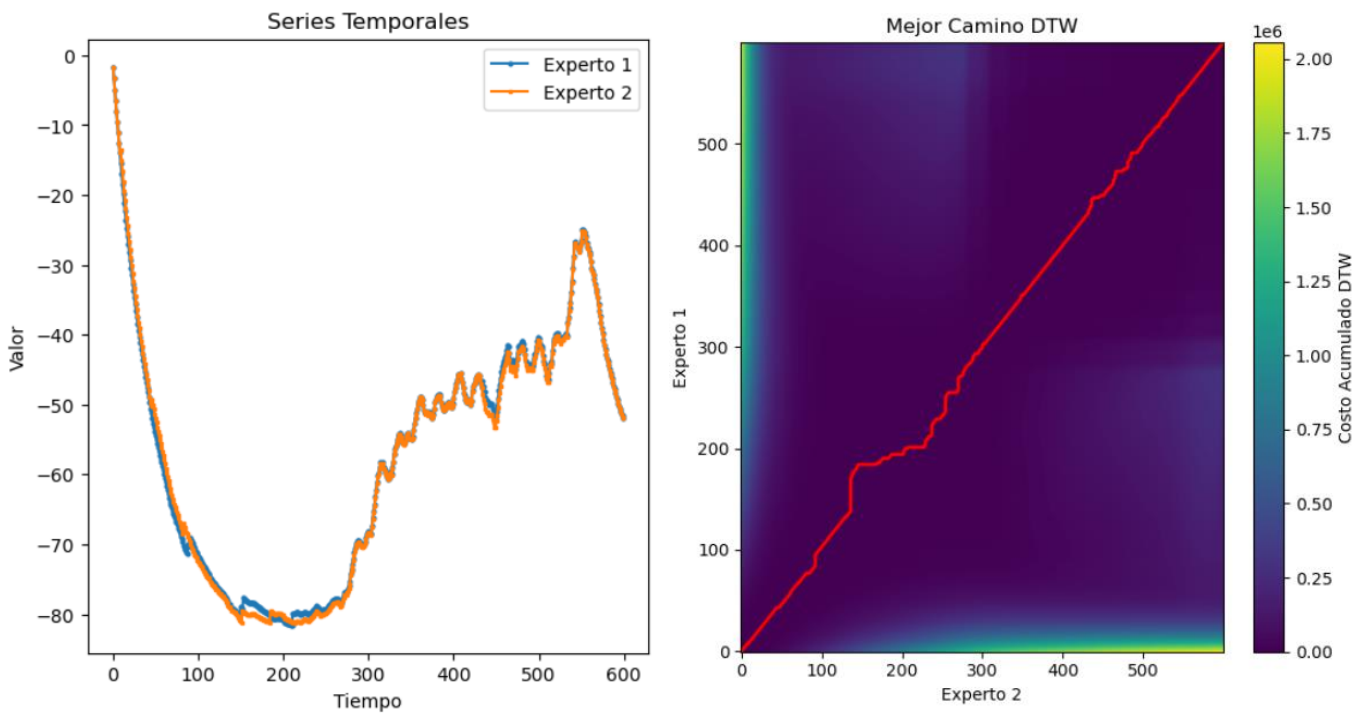 Series Temporales
0
−10
−20
−30
−40
−50
−60
−70
−80
Valor
0 100 200 300 400 500 600
Tiempo
Experto 1
Experto 2
Mejor Camino DTW
500
400
300
200
100
0
Experto 1
0 100 200 300 400 500
Experto 2
1e6
2.00
1.75
1.50
1.25
1.00
0.75
0.50
0.25
0.00
Costo Acumulado DTW